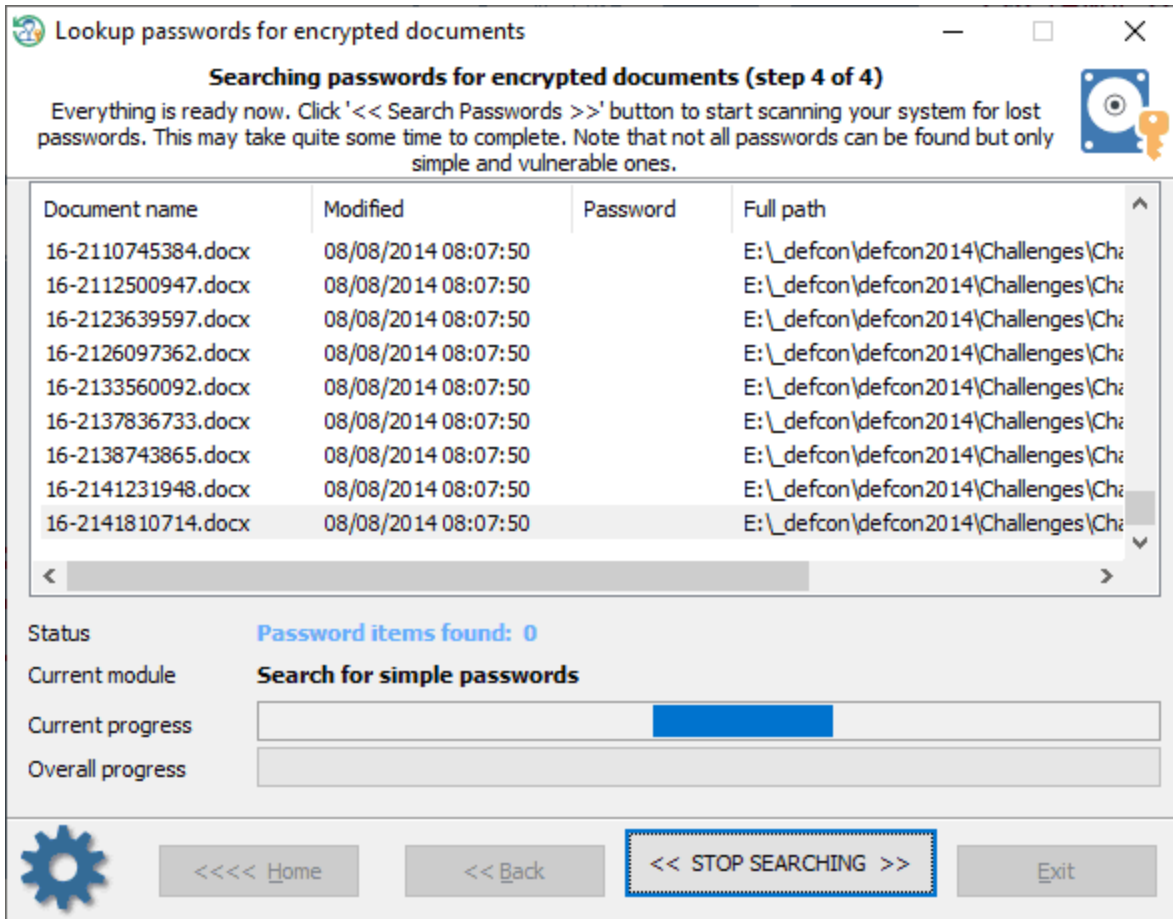 Lookup passwords for encrypted documents
Searching passwords for encrypted documents (step 4 of 4)
Everything is ready now. Click '<< Search Passwords >>' button to start scanning your system for lost
passwords. This may take quite some time to complete. Note that not all passwords can be found but only
simple and vulnerable ones.
Document name Modified Password Full path
16-2110745384.docx 08/08/2014 08:07:50 E:\_defcon\defcon2014\Challenges\Cha
16-2112500947.docx 08/08/2014 08:07:50 E:\_defcon\defcon2014\Challenges\Cha
16-2123639597.docx 08/08/2014 08:07:50 E:\_defcon\defcon2014\Challenges\Cha
16-2126097362.docx 08/08/2014 08:07:50 E:\_defcon\defcon2014\Challenges\Cha
16-2133560092.docx 08/08/2014 08:07:50 E:\_defcon\defcon2014\Challenges\Cha
16-2137836733.docx 08/08/2014 08:07:50 E:\_defcon\defcon2014\Challenges\Cha
16-2138743865.docx 08/08/2014 08:07:50 E:\_defcon\defcon2014\Challenges\Cha
16-2141231948.docx 08/08/2014 08:07:50 E:\_defcon\defcon2014\Challenges\Cha
16-2141810714.docx 08/08/2014 08:07:50 E:\_defcon\defcon2014\Challenges\Cha
Status Password items found: 0
Current module Search for simple passwords
Current progress
Overall progress
<<<< Home << Back << STOP SEARCHING >> Exit